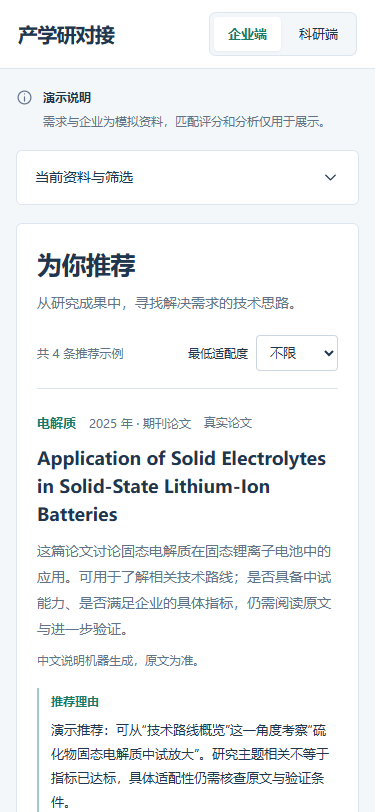 产学研对接
企业端
科研端
演示说明
需求与企业为模拟资料，匹配评分和分析仅用于展示。
当前资料与筛选
为你推荐
从研究成果中，寻找解决需求的技术思路。
共 4 条推荐示例
最低适配度
不限
电解质 2025 年 · 期刊论文 真实论文
Application of Solid Electrolytes
in Solid-State Lithium-Ion
Batteries
这篇论文讨论固态电解质在固态锂离子电池中的
应用。可用于了解相关技术路线；是否具备中试
能力、是否满足企业的具体指标，仍需阅读原文
与进一步验证。
中文说明机器生成，原文为准。
推荐理由
演示推荐：可从“技术路线概览”这一角度考察“硫
化物固态电解质中试放大”。研究主题相关不等于
指标已达标，具体适配性仍需核查原文与验证条
件。